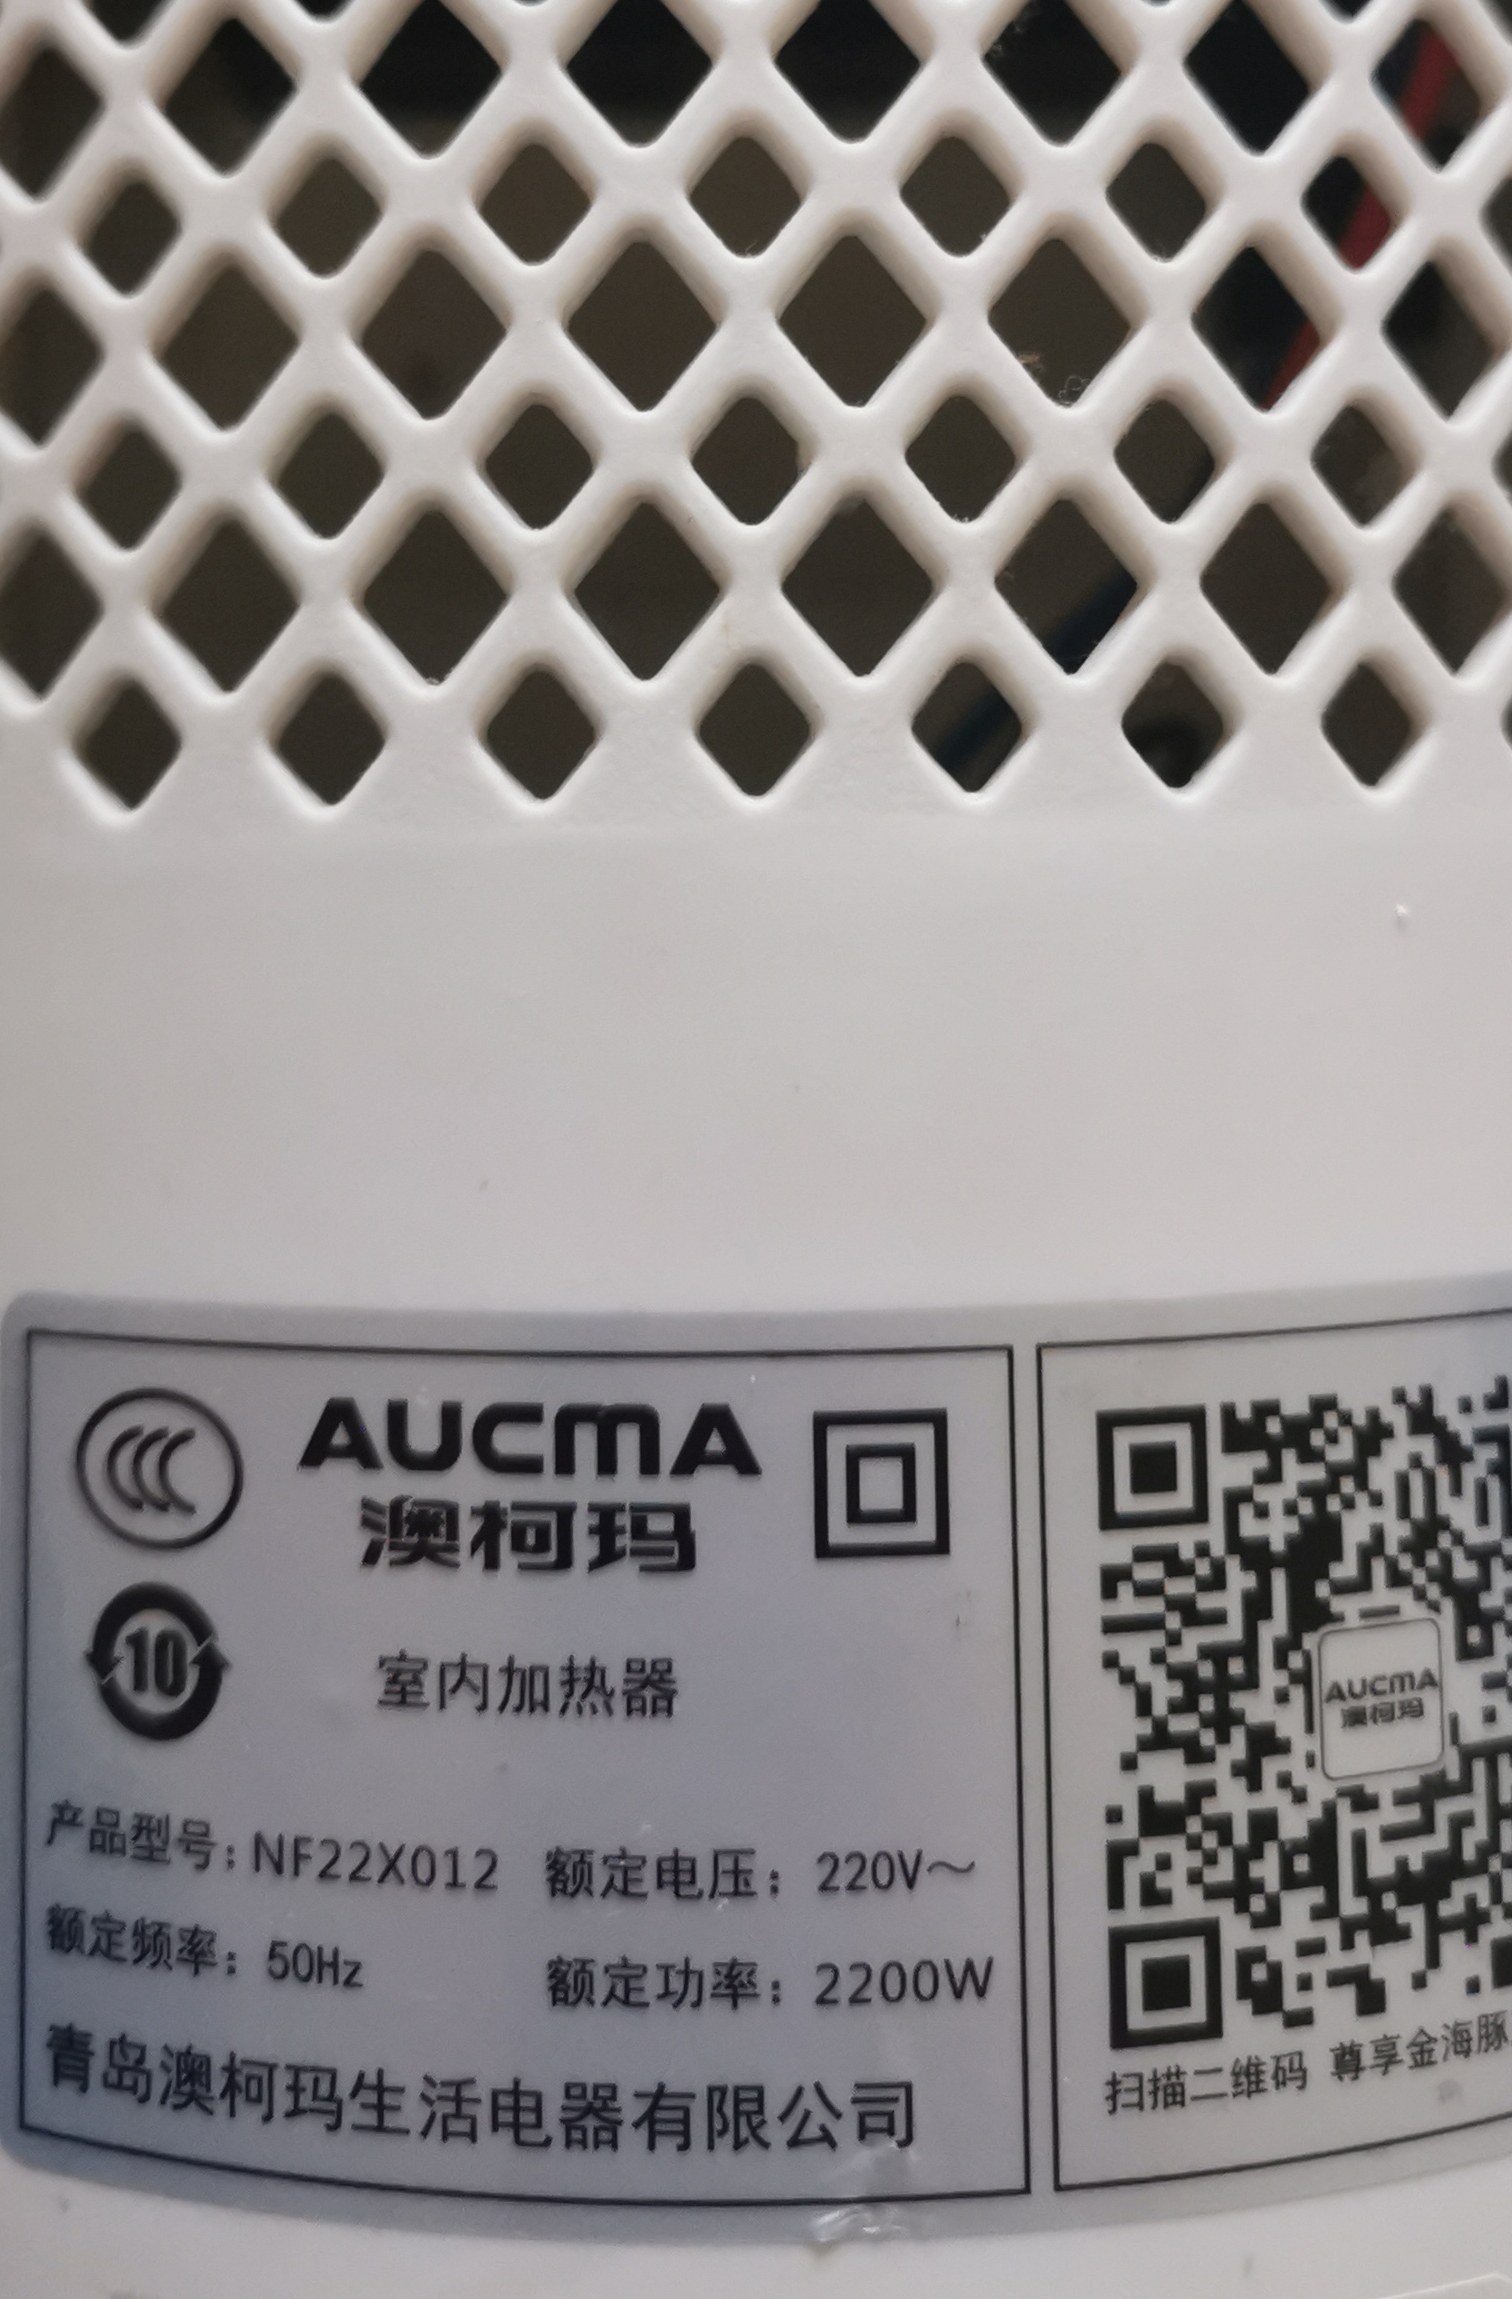 AUCMA
澳柯玛
10
室内加热器
产品型号：NF22X012 额定电压：220V～
额定频率：50Hz 额定功率：2200W
青岛澳柯玛生活电器有限公司
AUCMA
澳柯玛
扫描二维码 尊享金海豚